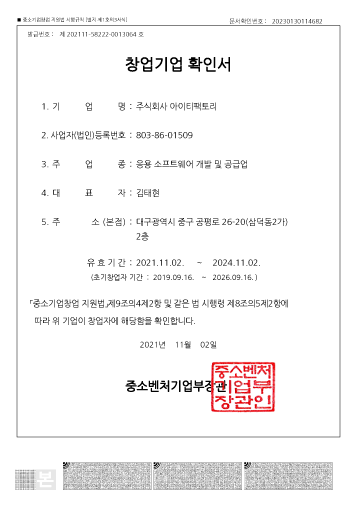 ■ 중소기업창업 지원법 시행규칙 [별지 제1호의3서식]
문서확인번호 : 20230130114682
발급번호 : 제 202111-58222-0013064 호
창업기업 확인서
1. 기 업 명 : 주식회사 아이티팩토리
2. 사업자(법인)등록번호 : 803-86-01509
3. 주 업 종 : 응용 소프트웨어 개발 및 공급업
4. 대 표 자 : 김태현
5. 주 소 (본점) : 대구광역시 중구 공평로 26-20(삼덕동2가)
2층
유 효 기 간 : 2021.11.02. ~ 2024.11.02.
(초기창업자 기간 : 2019.09.16. ~ 2026.09.16.)
「중소기업창업 지원법」제9조의4제2항 및 같은 법 시행령 제8조의5제2항에
따라 위 기업이 창업자에 해당함을 확인합니다.
2021년 11월 02일
중소벤처기업부장관
중소벤처
기업부
장관인
본